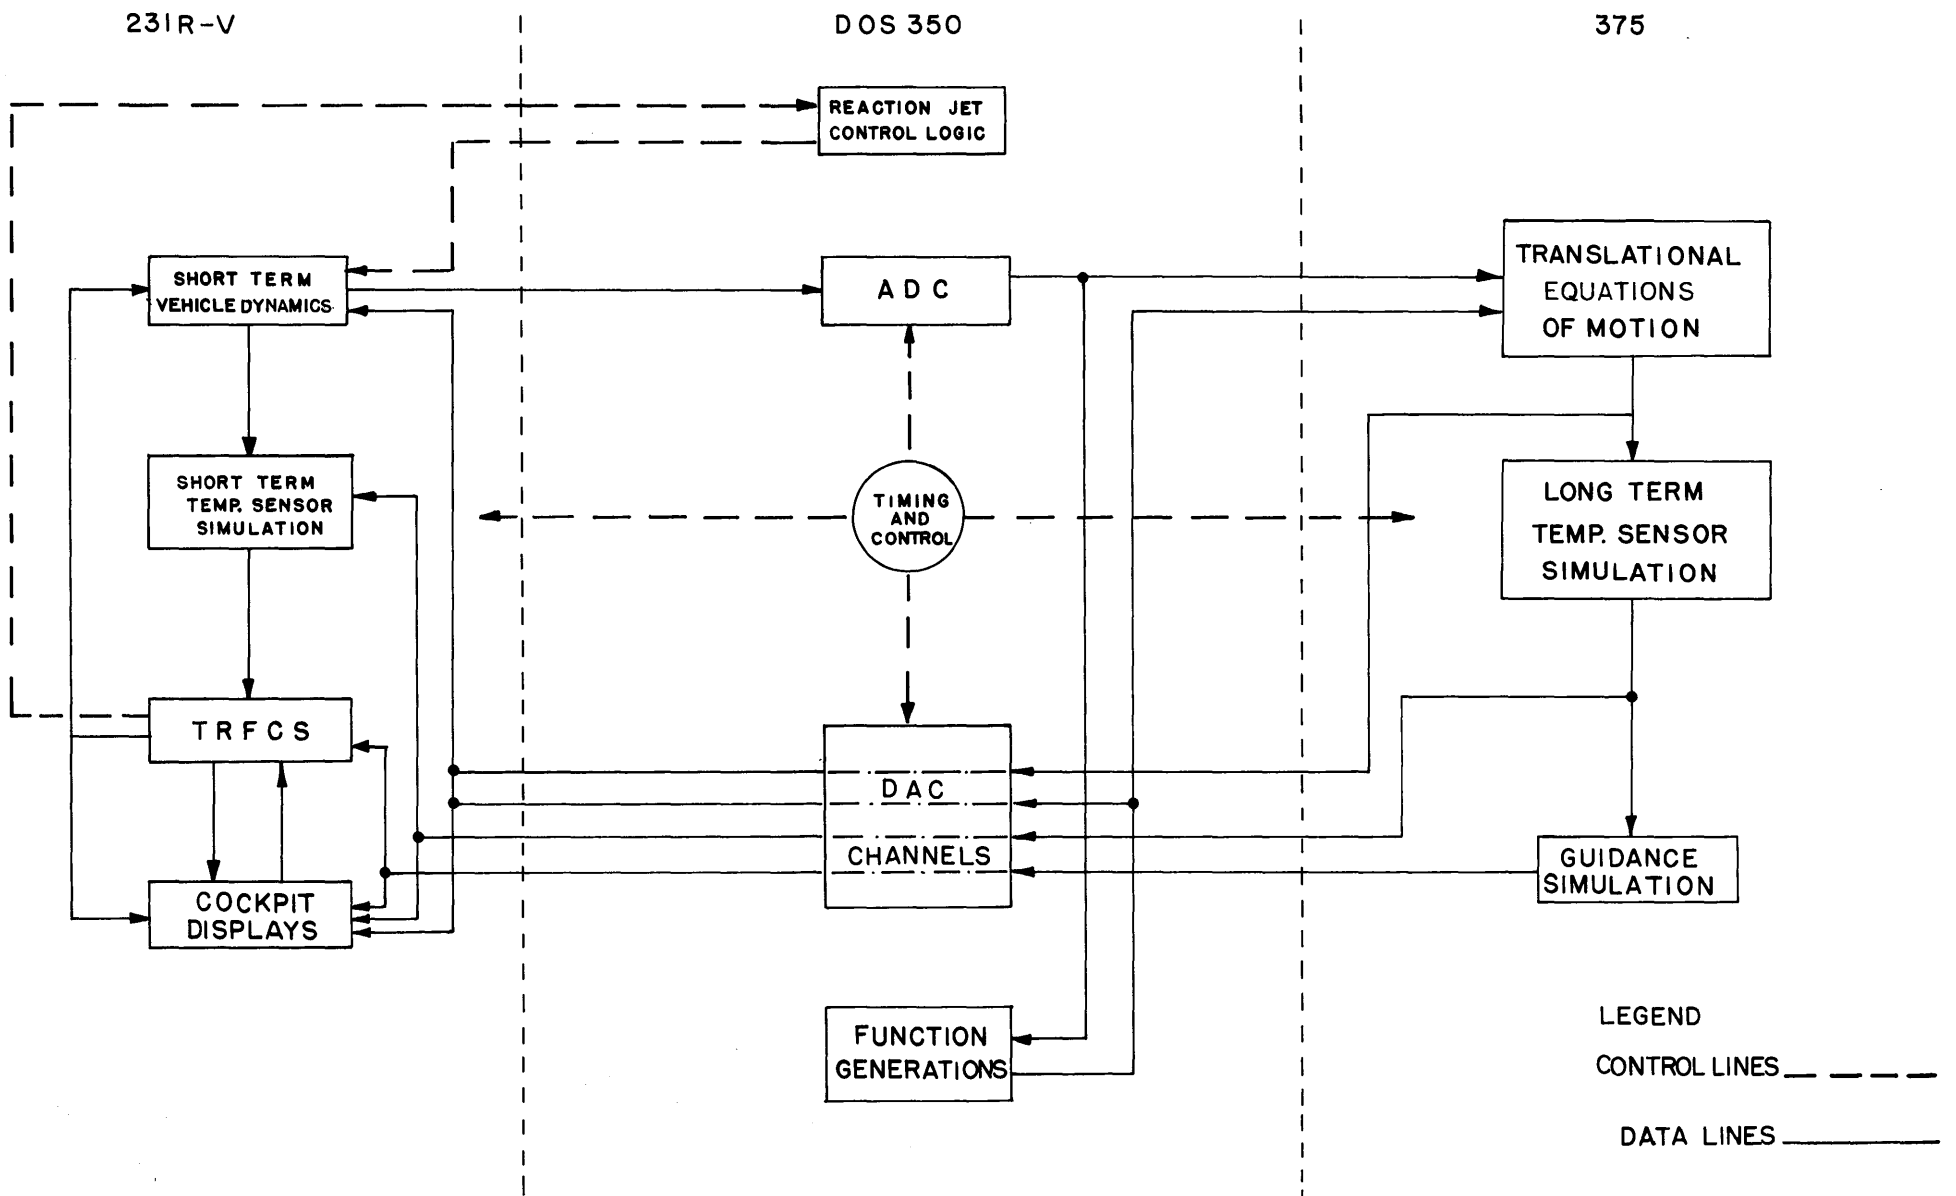 231R-V
DOS 350
375
REACTION JET
CONTROL LOGIC
SHORT TERM
VEHICLE DYNAMICS
ADC
TRANSLATIONAL
EQUATIONS
OF MOTION
SHORT TERM
TEMP. SENSOR
SIMULATION
TIMING
AND
CONTROL
LONG TERM
TEMP. SENSOR
SIMULATION
TRFCS
DAC
CHANNELS
COCKPIT
DISPLAYS
GUIDANCE
SIMULATION
FUNCTION
GENERATIONS
LEGEND
CONTROL LINES
DATA LINES